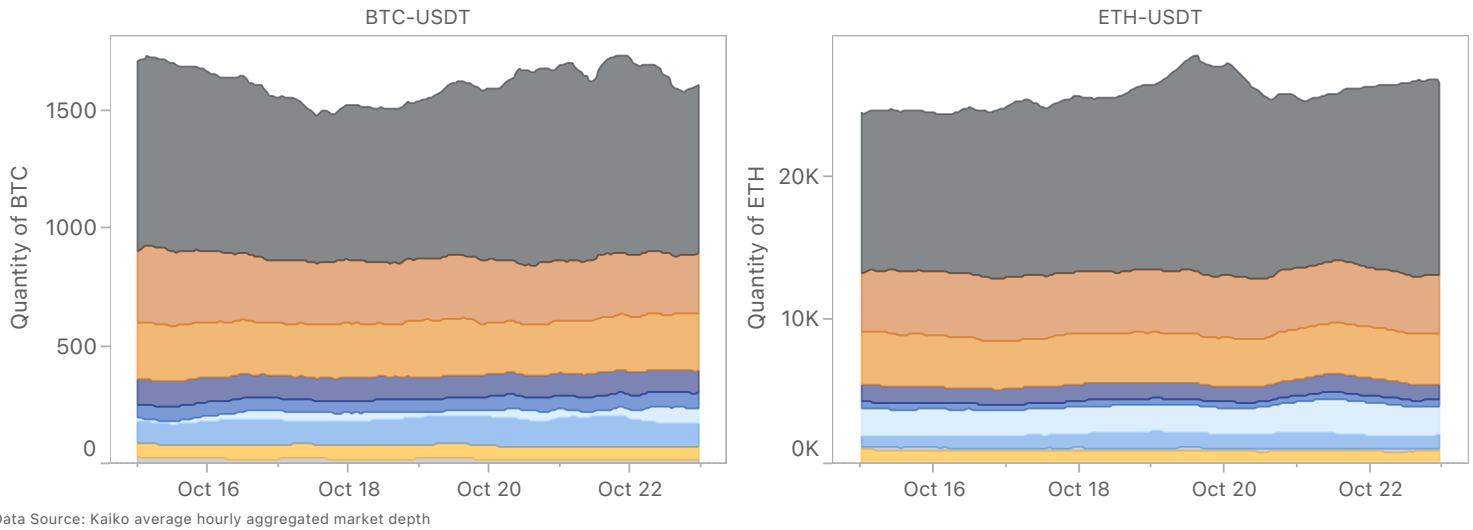 BTC-USDT
ETH-USDT
Quantity of BTC
1500
1000
500
0
Oct 16
Oct 18
Oct 20
Oct 22
Quantity of ETH
20K
10K
0K
Oct 16
Oct 18
Oct 20
Oct 22
Data Source: Kaiko average hourly aggregated market depth